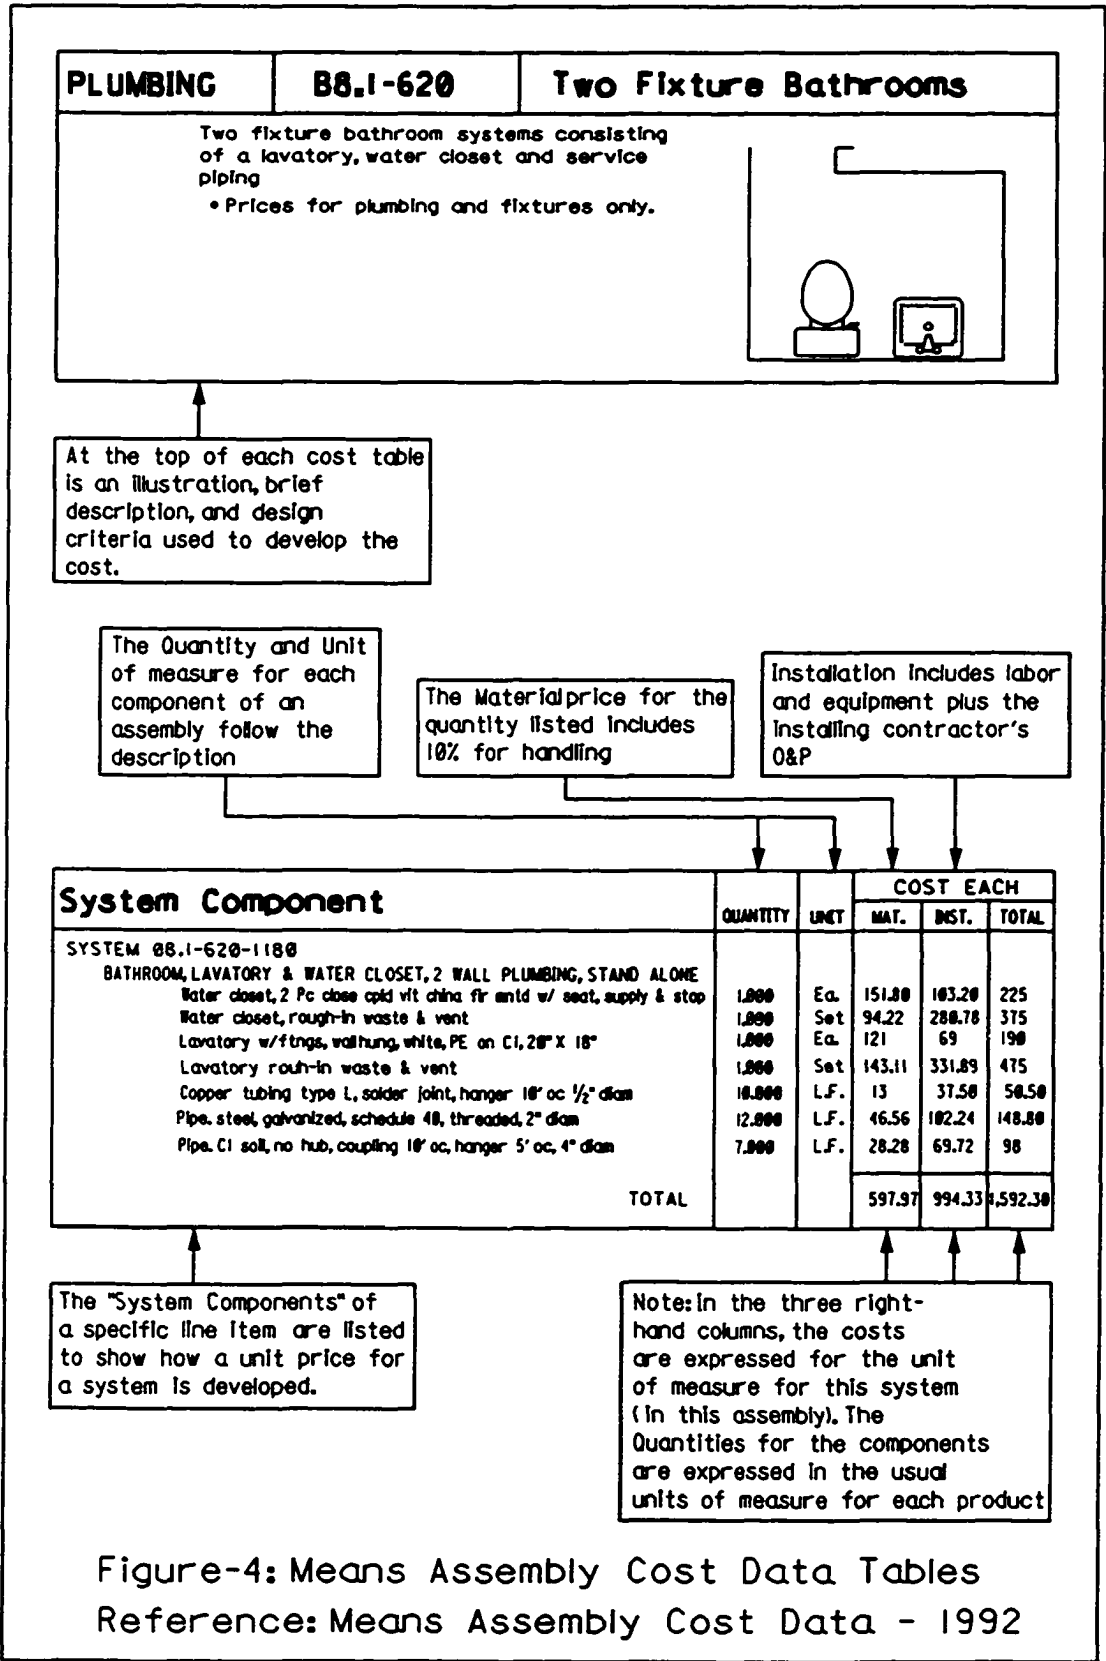 PLUMBING B8.1-620 Two Fixture Bathrooms
Two fixture bathroom systems consisting
of a lavatory, water closet and service
piping
• Prices for plumbing and fixtures only.
At the top of each cost table
is an illustration, brief
description, and design
criteria used to develop the
cost.
The Quantity and Unit
of measure for each
component of an
assembly follow the
description
The Material price for the
quantity listed includes
10% for handling
Installation includes labor
and equipment plus the
installing contractor's
O&P
System Component QUANTITY UNIT COST EACH
MAT. INST. TOTAL
SYSTEM 08.1-620-1180
BATHROOM, LAVATORY & WATER CLOSET, 2 WALL PLUMBING, STAND ALONE
Water closet, 2 Pc close cpld vit china flr mntd w/ seat, supply & stop 1.000 Ea. 151.80 103.20 225
Water closet, rough-in waste & vent 1.000 Set 94.22 280.78 375
Lavatory w/ftngs, wall hung, white, PE on CI, 20" X 18" 1.000 Ea. 121 69 190
Lavatory rouh-in waste & vent 1.000 Set 143.11 331.89 475
Copper tubing type L, solder joint, hanger 10' oc 1/2" diam 10.000 L.F. 13 37.50 50.50
Pipe. steel, galvanized, schedule 40, threaded, 2" diam 12.000 L.F. 46.56 102.24 148.80
Pipe. CI soil, no hub, coupling 10' oc, hanger 5' oc, 4" diam 7.000 L.F. 28.28 69.72 98
TOTAL 597.97 994.33 1,592.30
The "System Components" of
a specific line item are listed
to show how a unit price for
a system is developed.
Note: in the three right-
hand columns, the costs
are expressed for the unit
of measure for this system
(in this assembly). The
Quantities for the components
are expressed in the usual
units of measure for each product
Figure-4: Means Assembly Cost Data Tables
Reference: Means Assembly Cost Data - 1992